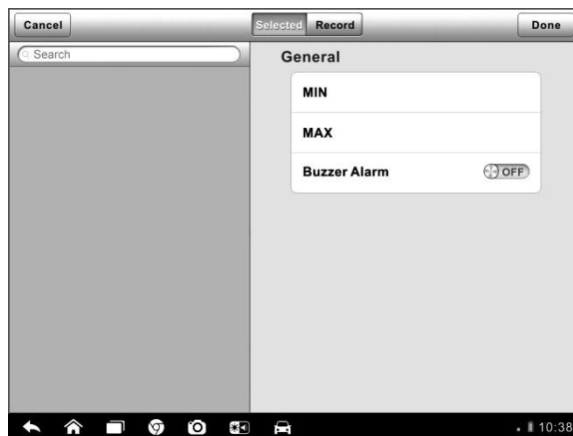 Cancel
Selected Record
Done
Search
General
MIN
MAX
Buzzer Alarm OFF
10:38